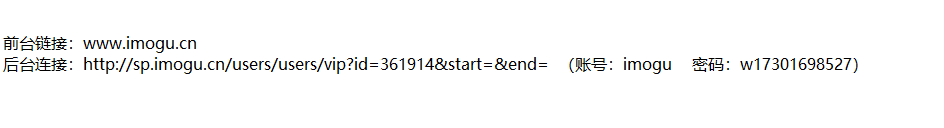 前台链接：www.imogu.cn
后台连接：http://sp.imogu.cn/users/users/vip?id=361914&start=&end= （账号：imogu 密码：w17301698527）